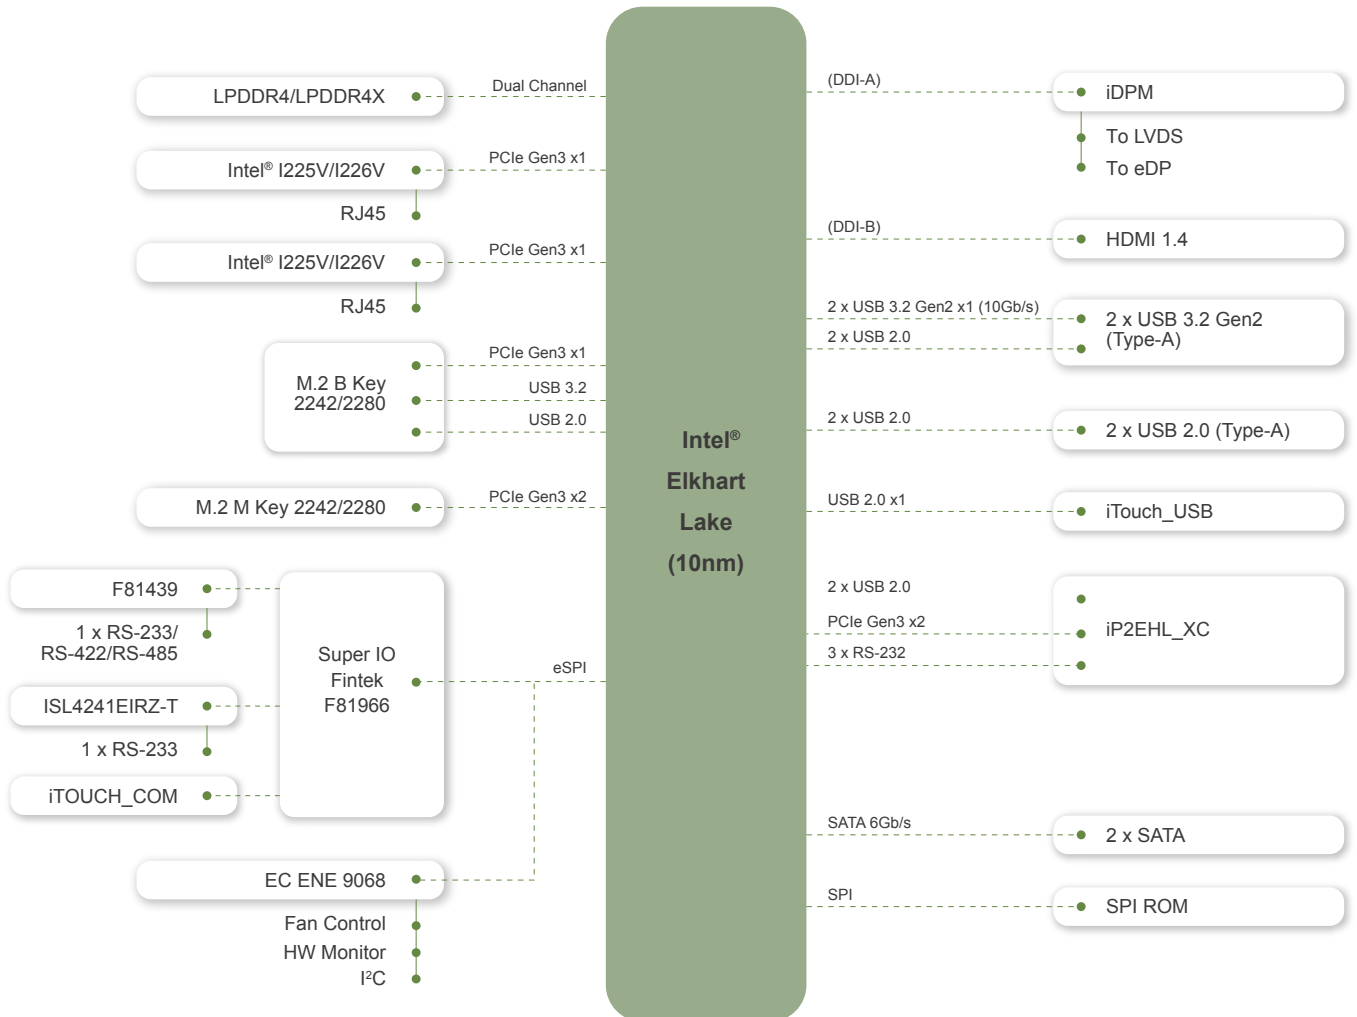 LPDDR4/LPDDR4X
Dual Channel
Intel® I225V/I226V
PCIe Gen3 x1
RJ45
Intel® I225V/I226V
PCIe Gen3 x1
RJ45
M.2 B Key
2242/2280
PCIe Gen3 x1
USB 3.2
USB 2.0
M.2 M Key 2242/2280
PCIe Gen3 x2
F81439
1 x RS-233/
RS-422/RS-485
ISL4241EIRZ-T
1 x RS-233
iTOUCH_COM
Super IO
Fintek
F81966
eSPI
EC ENE 9068
Fan Control
HW Monitor
I²C
Intel®
Elkhart
Lake
(10nm)
(DDI-A)
iDPM
To LVDS
To eDP
(DDI-B)
HDMI 1.4
2 x USB 3.2 Gen2 x1 (10Gb/s)
2 x USB 2.0
2 x USB 3.2 Gen2
(Type-A)
2 x USB 2.0
2 x USB 2.0 (Type-A)
USB 2.0 x1
iTouch_USB
2 x USB 2.0
PCIe Gen3 x2
3 x RS-232
iP2EHL_XC
SATA 6Gb/s
2 x SATA
SPI
SPI ROM